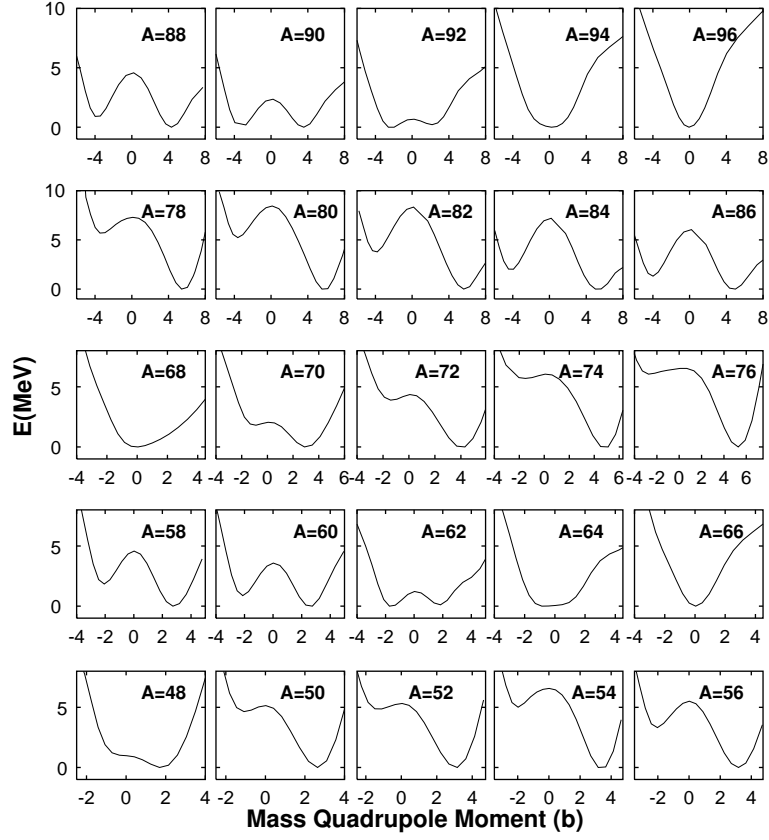 10
A=88 A=90 A=92 A=94 A=96
5
0
-4 0 4 8 -4 0 4 8 -4 0 4 8 -4 0 4 8 -4 0 4 8
10
A=78 A=80 A=82 A=84 A=86
5
0
-4 0 4 8 -4 0 4 8 -4 0 4 8 -4 0 4 8 -4 0 4 8
E(MeV)
A=68 A=70 A=72 A=74 A=76
5
0
-4 -2 0 2 4 -4 -2 0 2 4 6 -4 -2 0 2 4 6 -4 -2 0 2 4 6 -4 -2 0 2 4 6
A=58 A=60 A=62 A=64 A=66
5
0
-4 -2 0 2 4 -4 -2 0 2 4 -4 -2 0 2 4 -4 -2 0 2 4 -4 -2 0 2 4
A=48 A=50 A=52 A=54 A=56
5
0
-2 0 2 4 -2 0 2 4 -2 0 2 4 -2 0 2 4 -2 0 2 4
Mass Quadrupole Moment (b)